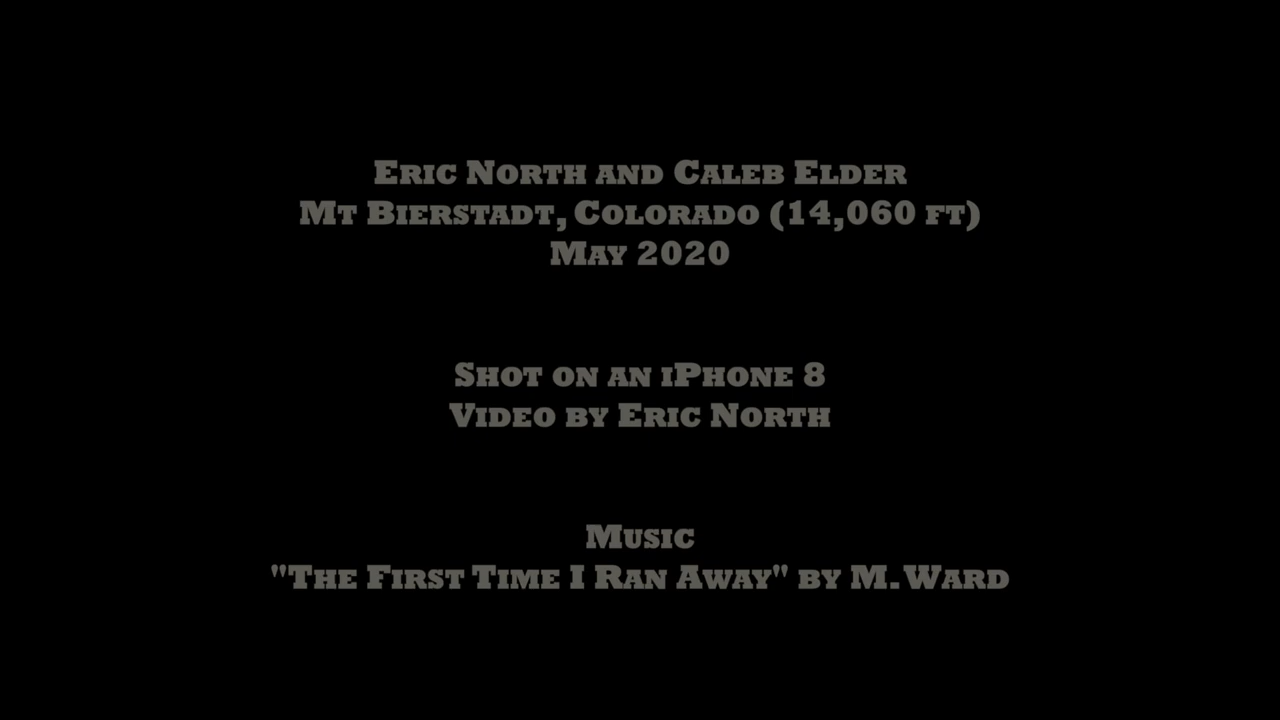 Eric North and Caleb Elder
Mt Bierstadt, Colorado (14,060 ft)
May 2020
Shot on an iPhone 8
Video by Eric North
Music
"The First Time I Ran Away" by M. Ward